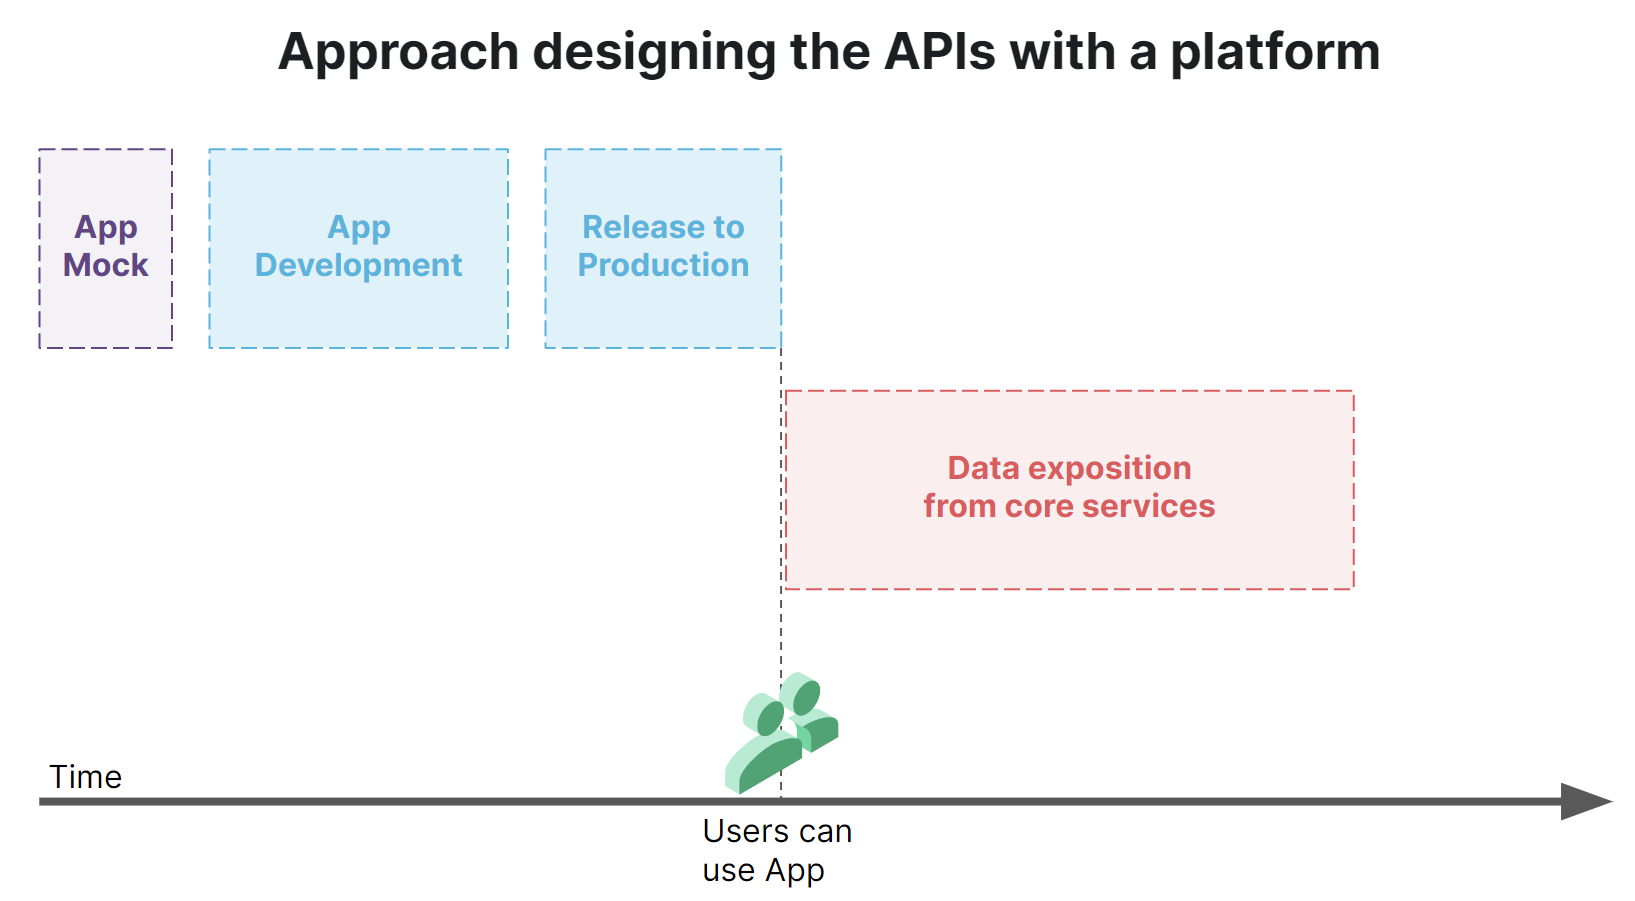 Approach designing the APIs with a platform
App
Mock
App
Development
Release to
Production
Data exposition
from core services
Time
Users can
use App